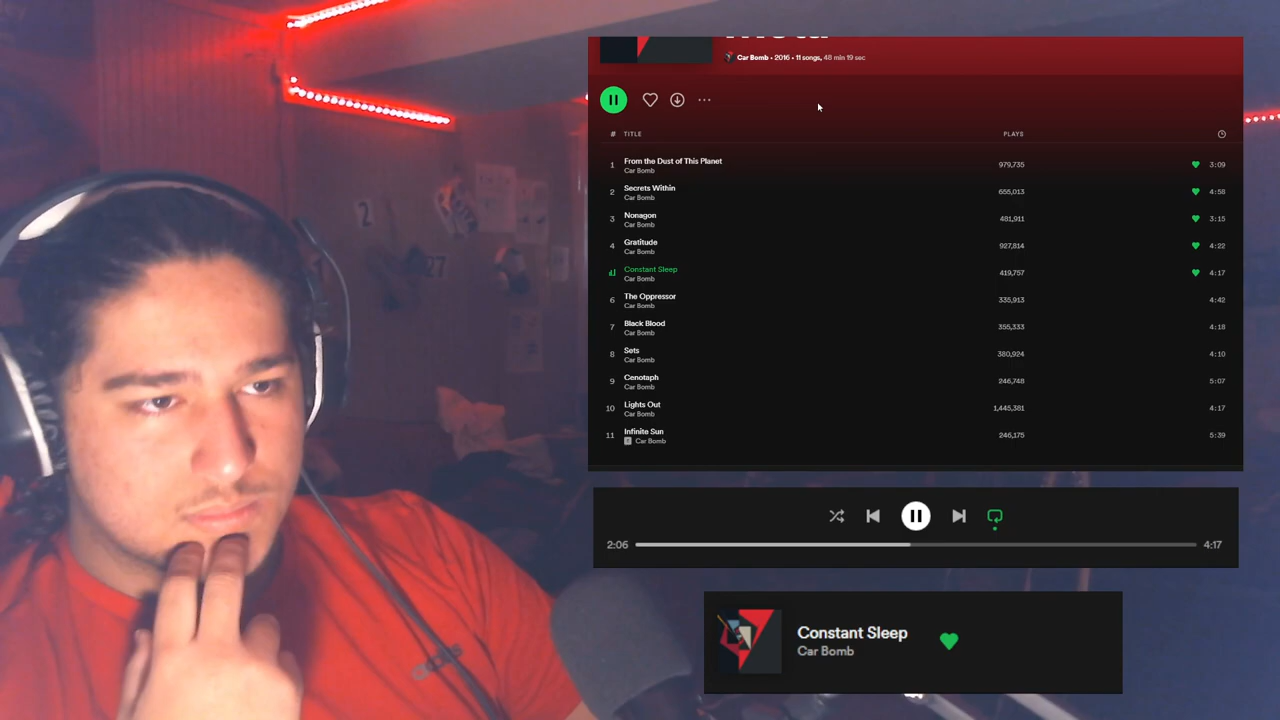 Car Bomb • 2016 • 11 songs, 48 min 19 sec
# TITLE PLAYS
1 From the Dust of This Planet 979,735 3:09
Car Bomb
2 Secrets Within 655,013 4:58
Car Bomb
3 Nonagon 481,911 3:15
Car Bomb
4 Gratitude 927,814 4:22
Car Bomb
Constant Sleep 419,757 4:17
Car Bomb
6 The Oppressor 335,913 4:42
Car Bomb
7 Black Blood 355,333 4:18
Car Bomb
8 Sets 380,924 4:10
Car Bomb
9 Cenotaph 246,748 5:07
Car Bomb
10 Lights Out 1,445,381 4:17
Car Bomb
11 Infinite Sun 246,175 5:39
E Car Bomb
2:06 4:17
Constant Sleep
Car Bomb
2
27